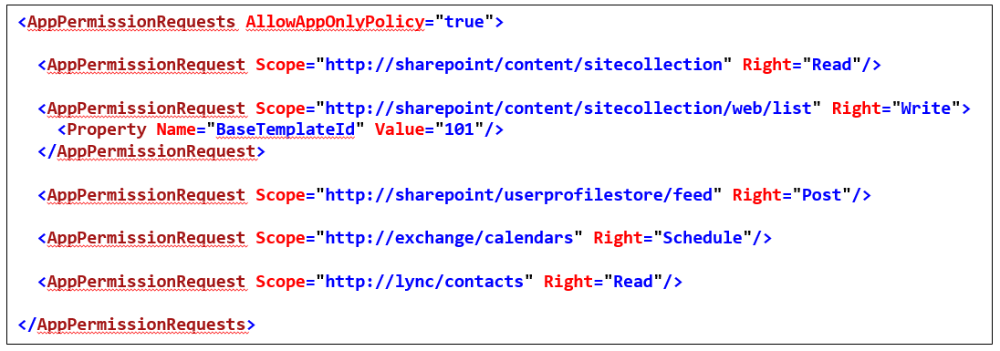 <AppPermissionRequests AllowAppOnlyPolicy="true">
<AppPermissionRequest Scope="http://sharepoint/content/sitecollection" Right="Read"/>
<AppPermissionRequest Scope="http://sharepoint/content/sitecollection/web/list" Right="Write">
<Property Name="BaseTemplateId" Value="101"/>
</AppPermissionRequest>
<AppPermissionRequest Scope="http://sharepoint/userprofilestore/feed" Right="Post"/>
<AppPermissionRequest Scope="http://exchange/calendars" Right="Schedule"/>
<AppPermissionRequest Scope="http://lync/contacts" Right="Read"/>
</AppPermissionRequests>